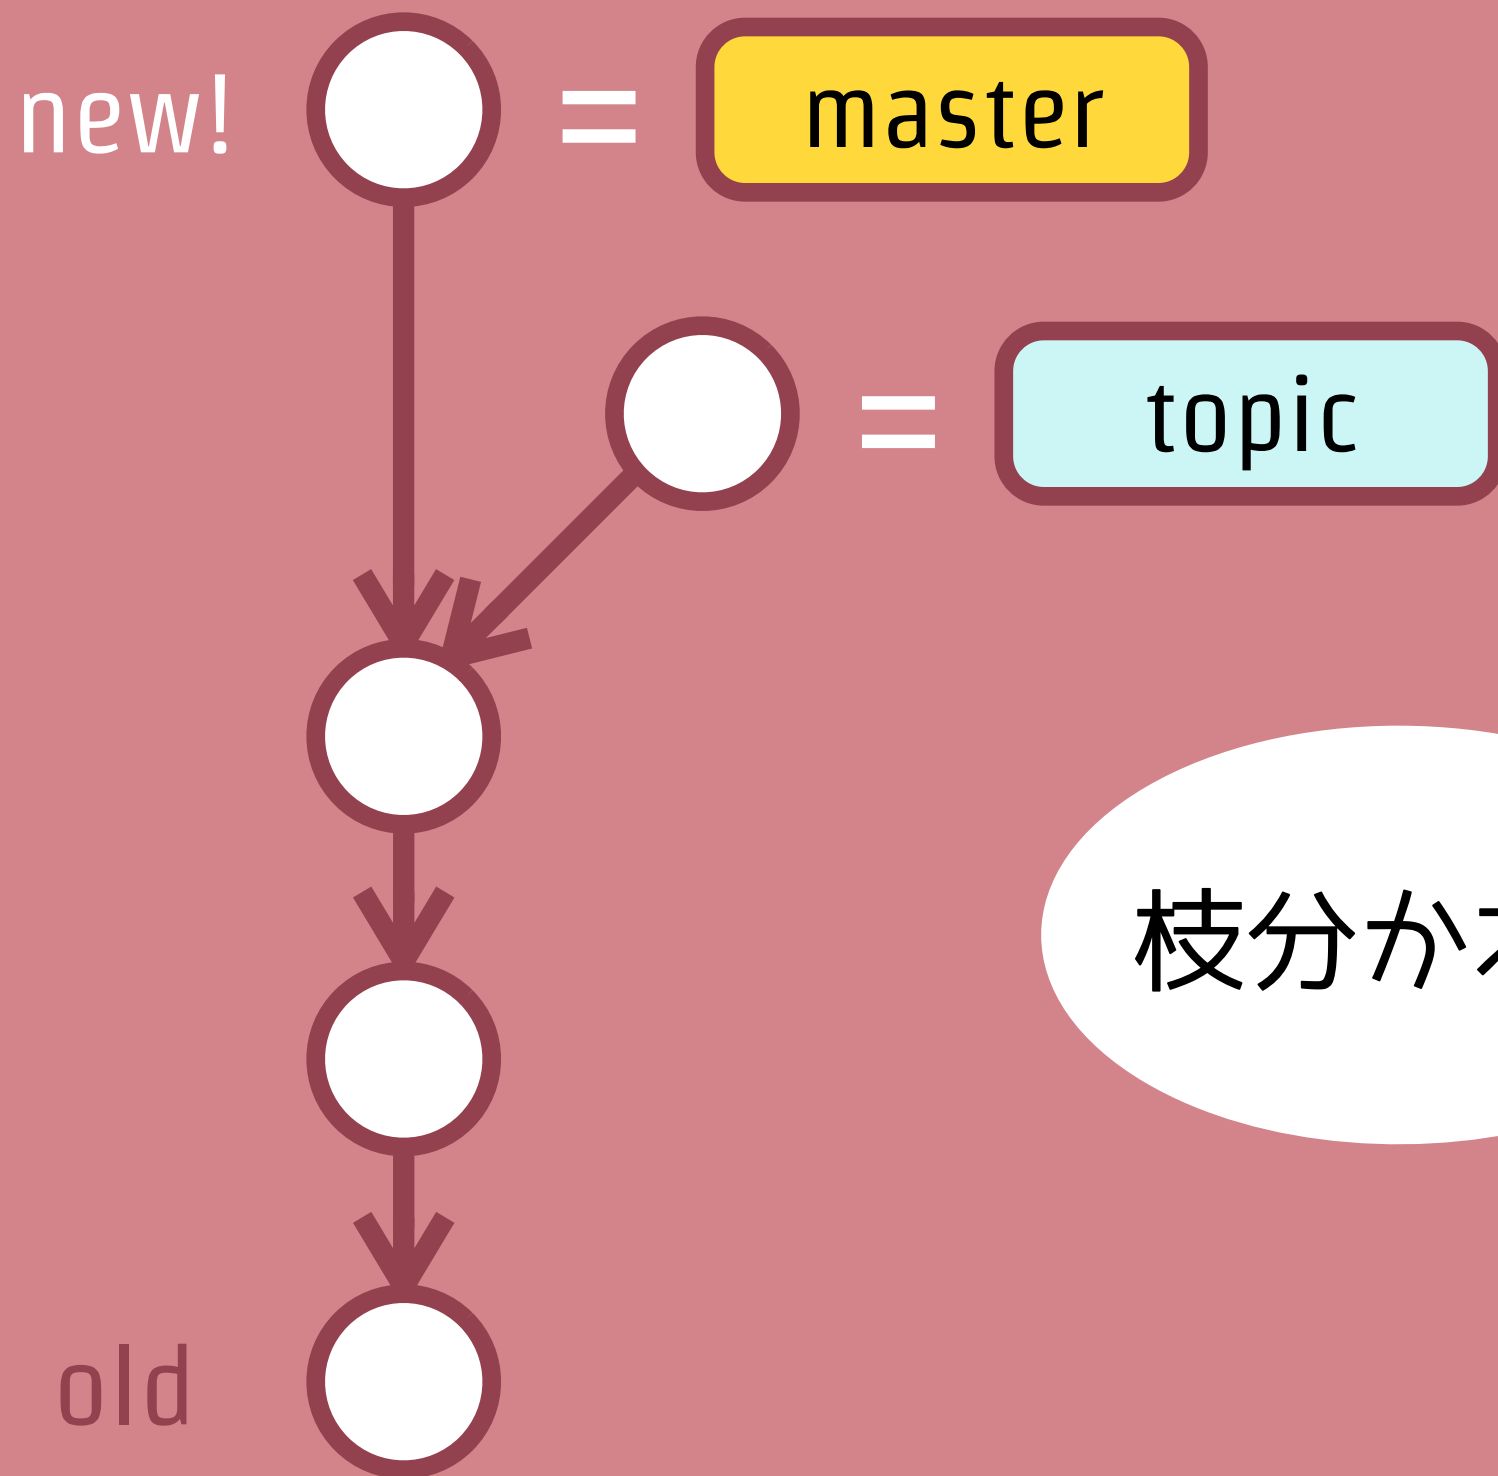 new! = master
= topic
枝分か
old